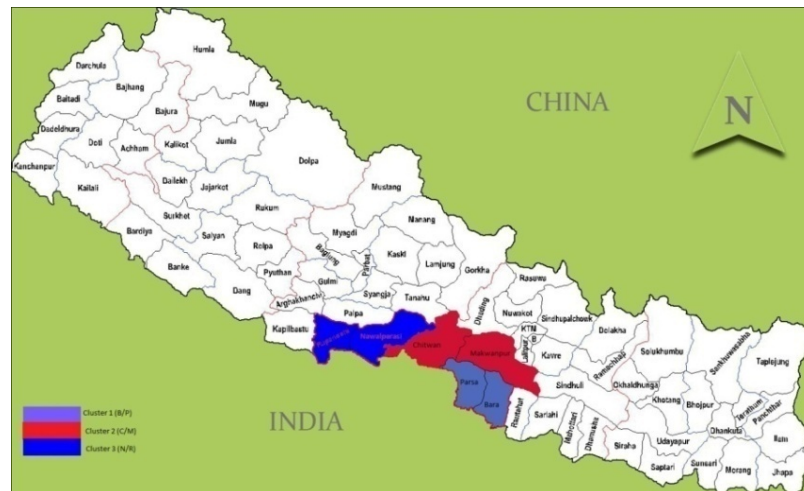 Humla
Darchula
Bajhang
CHINA
N
Baitadi
Mugu
Bajura
Dadeldhura
Doti
Achham
Kalikot
Jumla
Dolpa
Kanchanpur
Dailekh
Jajarkot
Mustang
Kailali
Surkhet
Rukum
Manang
Bardiya
Salyan
Rolpa
Myagdi
Baglung
Parbat
Kaski
Lamjung
Gorkha
Banke
Pyuthan
Gulmi
Rasuwa
Dang
Arghakhanchi
Syangja
Tanahu
Dhading
Nuwakot
Sindhupalchok
Palpa
Dolakha
Kapilbastu
Nawalparasi
KTM
Lalitpur
Kavre
Ramechhap
Solukhumbu
Sankhuwasabha
Taplejung
Chitwan
Makwanpur
Parsa
Bara
Rautahat
Sarlahi
Sindhuli
Okhaldhunga
Khotang
Bhojpur
Terathum
Panchthar
Mahottari
Dhanusha
Siraha
Udayapur
Dhankuta
Ilam
Saptari
Sunsari
Morang
Jhapa
INDIA
Cluster 1 (B/P)
Cluster 2 (C/M)
Cluster 3 (N/R)